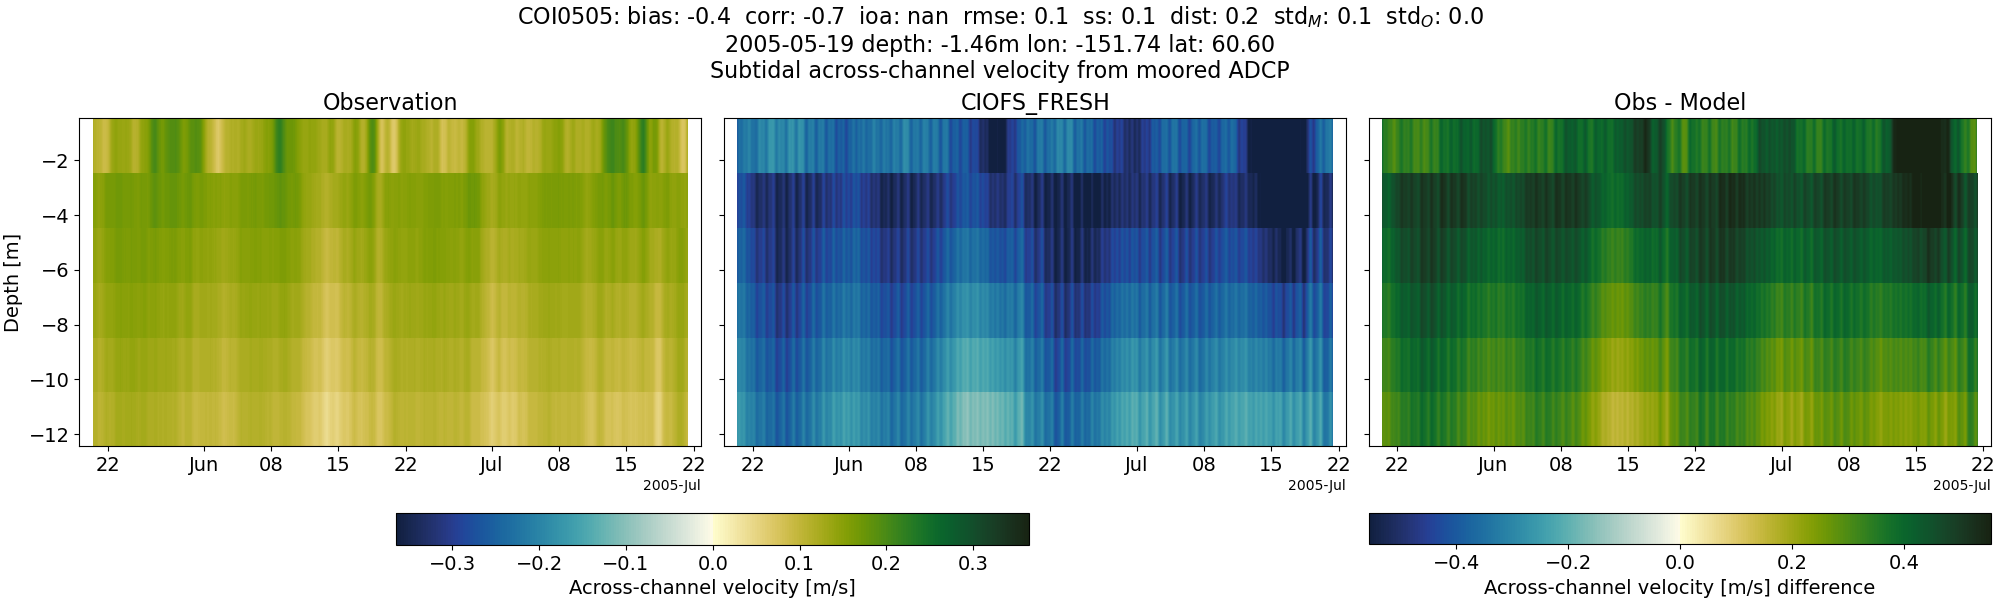 COI0505: bias: -0.4 corr: -0.7 ioa: nan rmse: 0.1 ss: 0.1 dist: 0.2 std_M: 0.1 std_O: 0.0
2005-05-19 depth: -1.46m lon: -151.74 lat: 60.60
Subtidal across-channel velocity from moored ADCP
Observation
CIOFS_FRESH
Obs - Model
Depth [m]
−2
−4
−6
−8
−10
−12
22 Jun 08 15 22 Jul 08 15 22
2005-Jul
22 Jun 08 15 22 Jul 08 15 22
2005-Jul
22 Jun 08 15 22 Jul 08 15 22
2005-Jul
−0.3 −0.2 −0.1 0.0 0.1 0.2 0.3
Across-channel velocity [m/s]
−0.4 −0.2 0.0 0.2 0.4
Across-channel velocity [m/s] difference